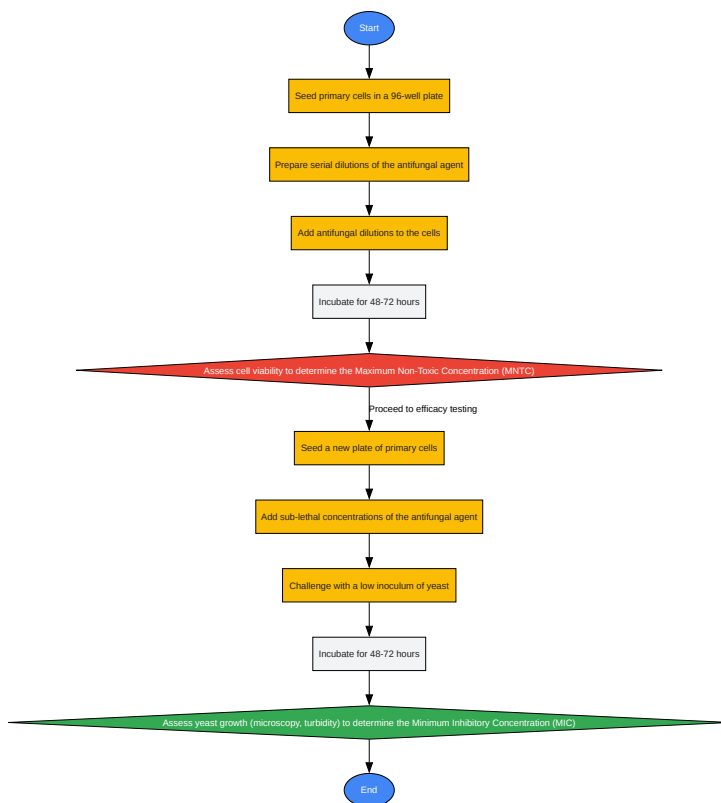 Start
Seed primary cells in a 96-well plate
Prepare serial dilutions of the antifungal agent
Add antifungal dilutions to the cells
Incubate for 48-72 hours
Assess cell viability to determine the Maximum Non-Toxic Concentration (MNTC)
Proceed to efficacy testing
Seed a new plate of primary cells
Add sub-lethal concentrations of the antifungal agent
Challenge with a low inoculum of yeast
Incubate for 48-72 hours
Assess yeast growth (microscopy, turbidity) to determine the Minimum Inhibitory Concentration (MIC)
End